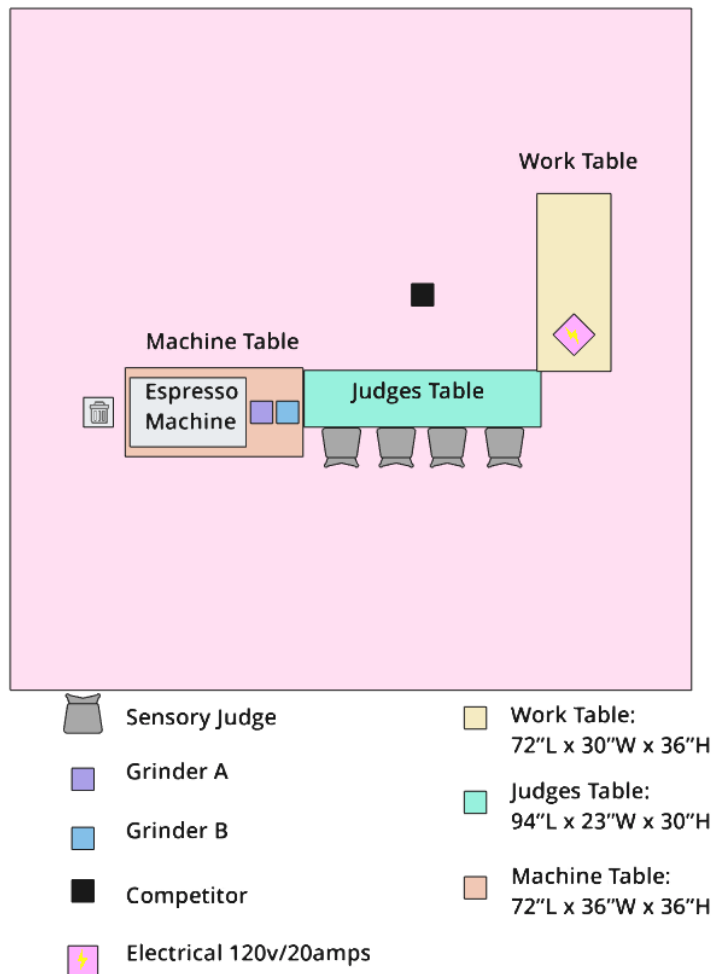 Work Table
Machine Table
Espresso
Machine
Judges Table
Sensory Judge
Grinder A
Grinder B
Competitor
Electrical 120v/20amps
Work Table:
72”L x 30”W x 36”H
Judges Table:
94”L x 23”W x 30”H
Machine Table:
72”L x 36”W x 36”H